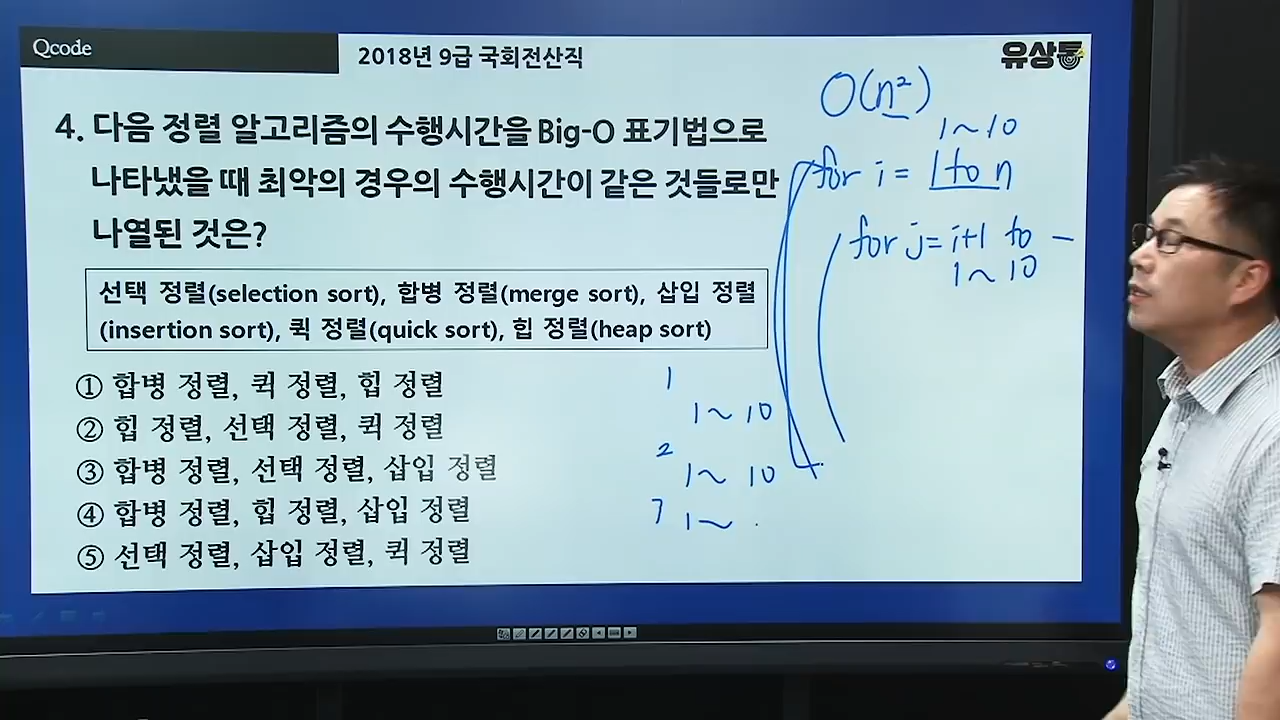 Qcode
2018년 9급 국회전산직
유상통
4. 다음 정렬 알고리즘의 수행시간을 Big-O 표기법으로
나타냈을 때 최악의 경우의 수행시간이 같은 것들로만
나열된 것은?
선택 정렬(selection sort), 합병 정렬(merge sort), 삽입 정렬
(insertion sort), 퀵 정렬(quick sort), 힙 정렬(heap sort)
① 합병 정렬, 퀵 정렬, 힙 정렬
② 힙 정렬, 선택 정렬, 퀵 정렬
③ 합병 정렬, 선택 정렬, 삽입 정렬
④ 합병 정렬, 힙 정렬, 삽입 정렬
⑤ 선택 정렬, 삽입 정렬, 퀵 정렬
O(n²)
1~10
for i = 1 to n
for j = i+1 to -
1~10
1
1~10
2
1~10
1~